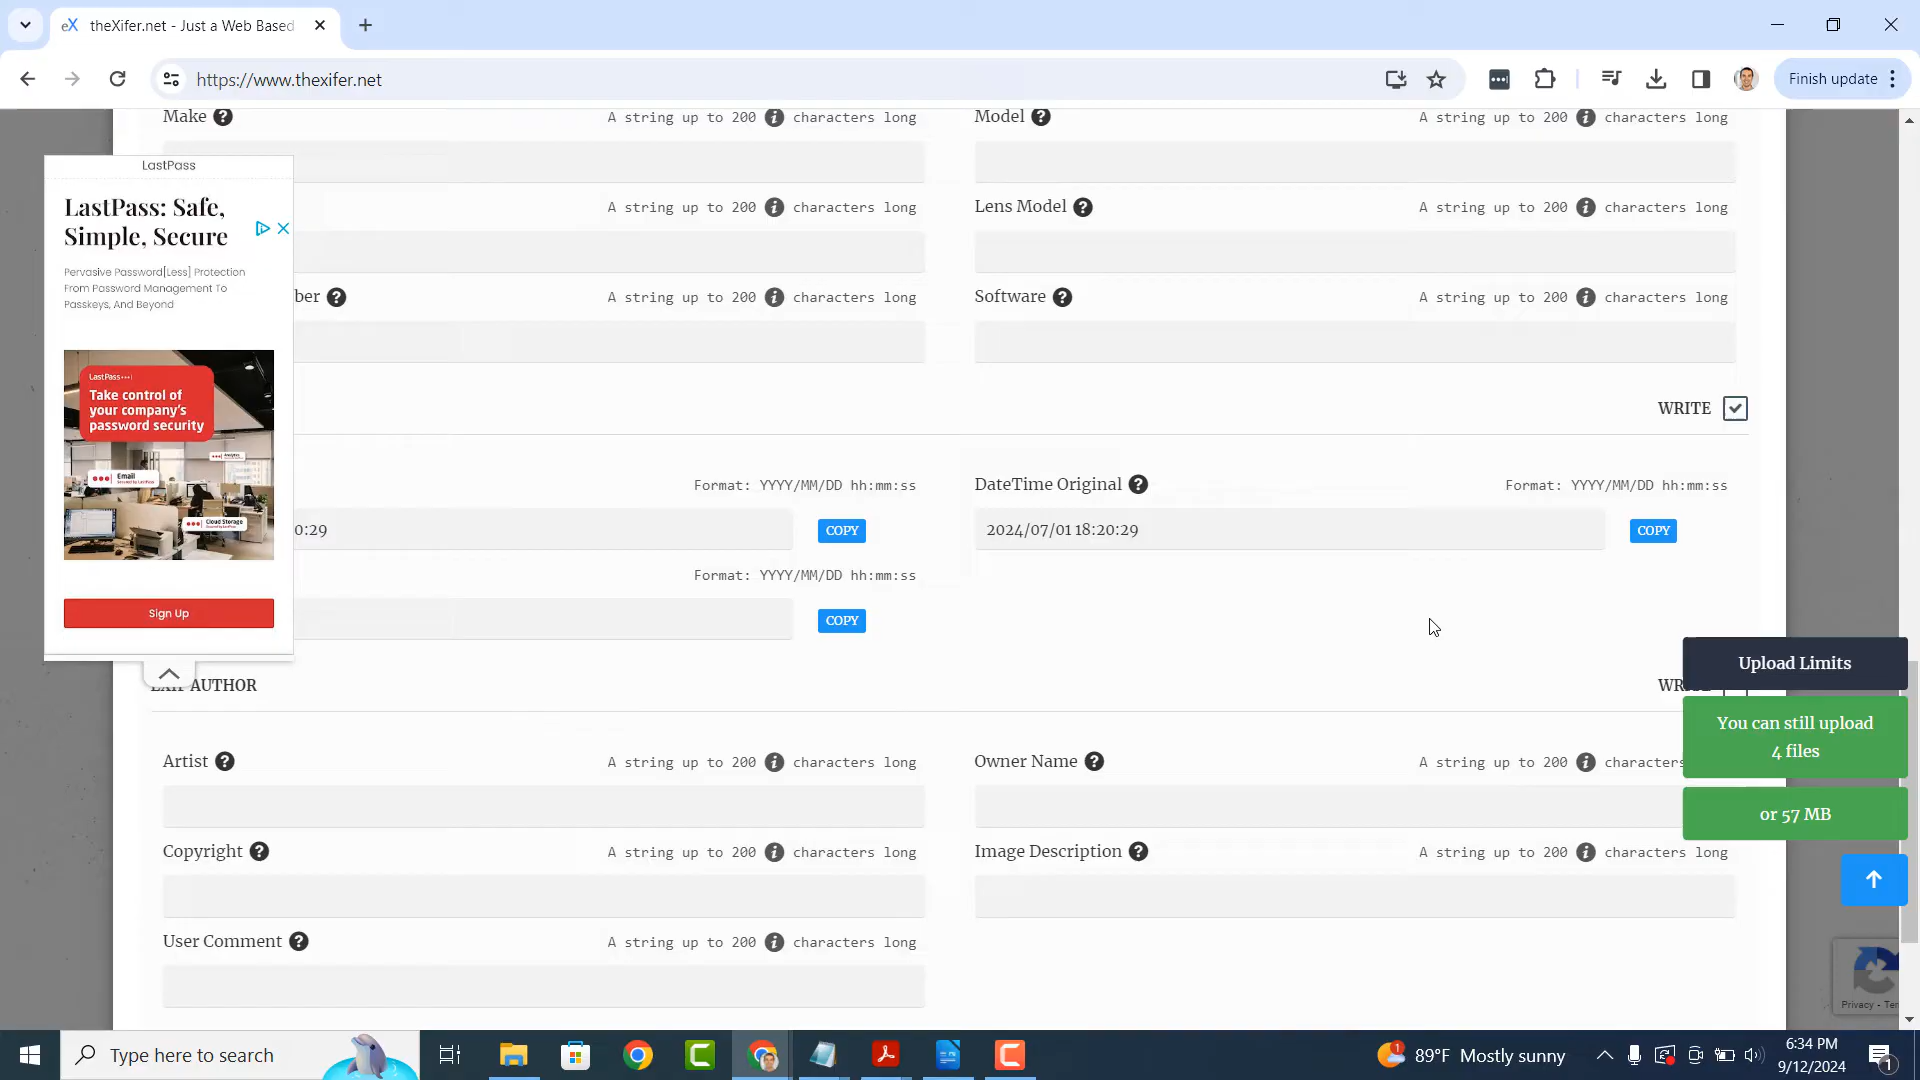 theXifer.net - Just a Web Based
https://www.thexifer.net
Finish update
Make ? A string up to 200 i characters long
Model ? A string up to 200 i characters long
A string up to 200 i characters long
Lens Model ? A string up to 200 i characters long
ber ? A string up to 200 i characters long
Software ? A string up to 200 i characters long
LastPass
LastPass: Safe,
Simple, Secure
Pervasive Password[Less] Protection
From Password Management To
Passkeys, And Beyond
LastPass
Take control of
your company's
password security
Email
Cloud Storage
Sign Up
WRITE
Format: YYYY/MM/DD hh:mm:ss
DateTime Original ? Format: YYYY/MM/DD hh:mm:ss
0:29 COPY
2024/07/01 18:20:29 COPY
Format: YYYY/MM/DD hh:mm:ss
COPY
AUTHOR
Upload Limits
You can still upload
4 files
or 57 MB
Artist ? A string up to 200 i characters long
Owner Name ? A string up to 200 i characters
Copyright ? A string up to 200 i characters long
Image Description ? A string up to 200 i characters long
User Comment ? A string up to 200 i characters long
Privacy - Ter
Type here to search
1
89°F Mostly sunny
6:34 PM
9/12/2024
1